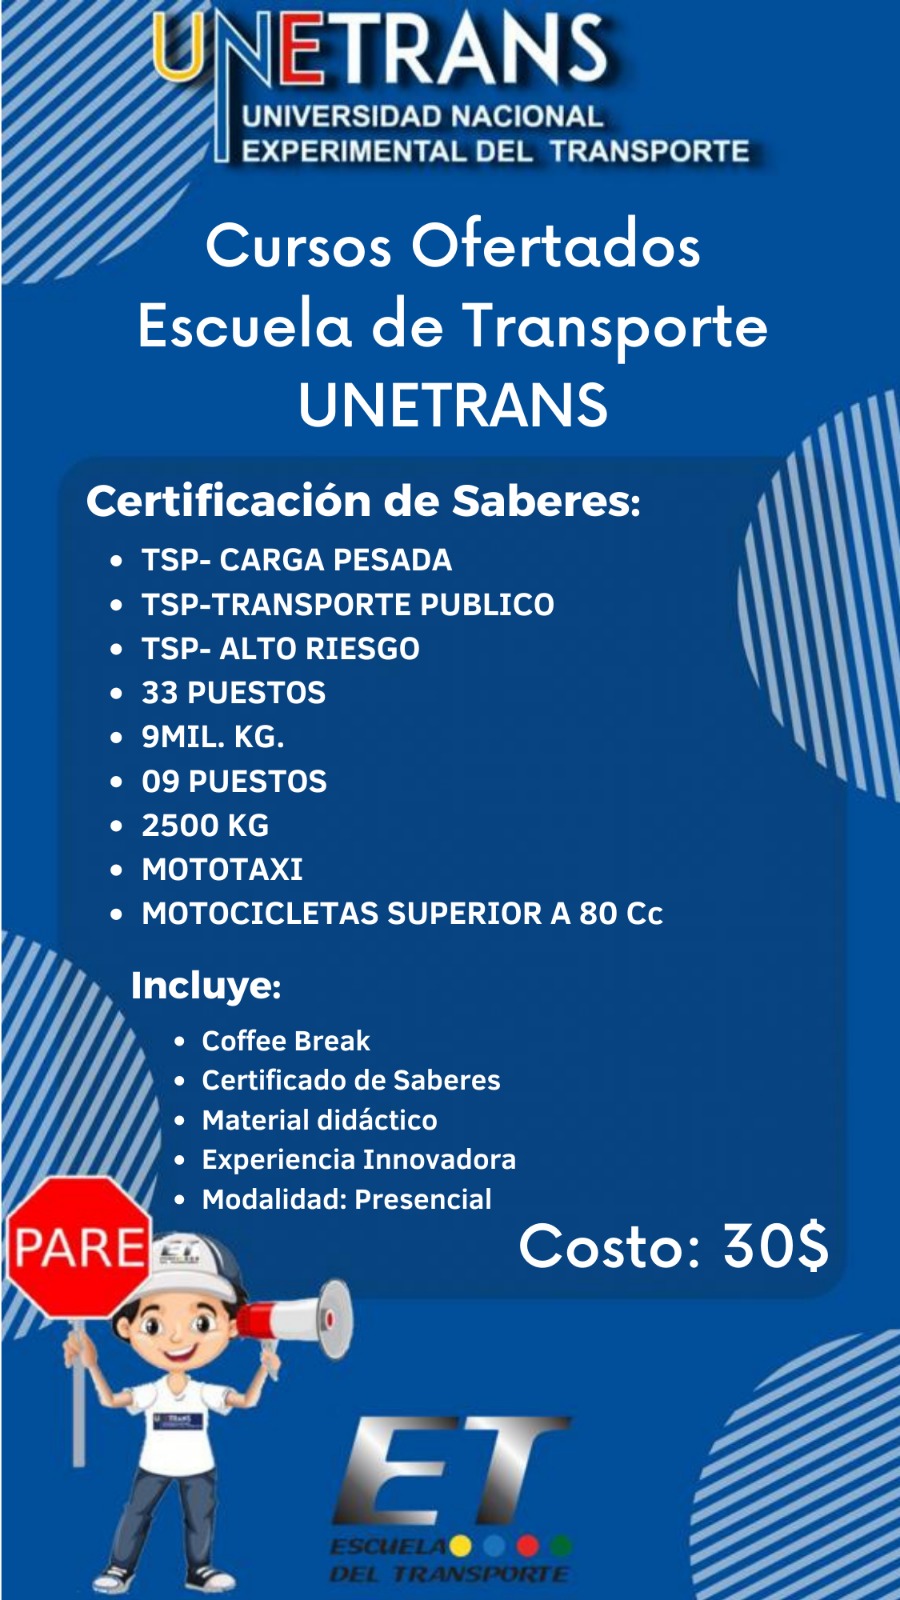 UNETRANS
UNIVERSIDAD NACIONAL
EXPERIMENTAL DEL TRANSPORTE
Cursos Ofertados
Escuela de Transporte
UNETRANS
Certificación de Saberes:
• TSP- CARGA PESADA
• TSP-TRANSPORTE PUBLICO
• TSP- ALTO RIESGO
• 33 PUESTOS
• 9MIL. KG.
• 09 PUESTOS
• 2500 KG
• MOTOTAXI
• MOTOCICLETAS SUPERIOR A 80 Cc
Incluye:
• Coffee Break
• Certificado de Saberes
• Material didáctico
• Experiencia Innovadora
• Modalidad: Presencial
Costo: 30$
PARE
ET
ET
ESCUELA
DEL TRANSPORTE